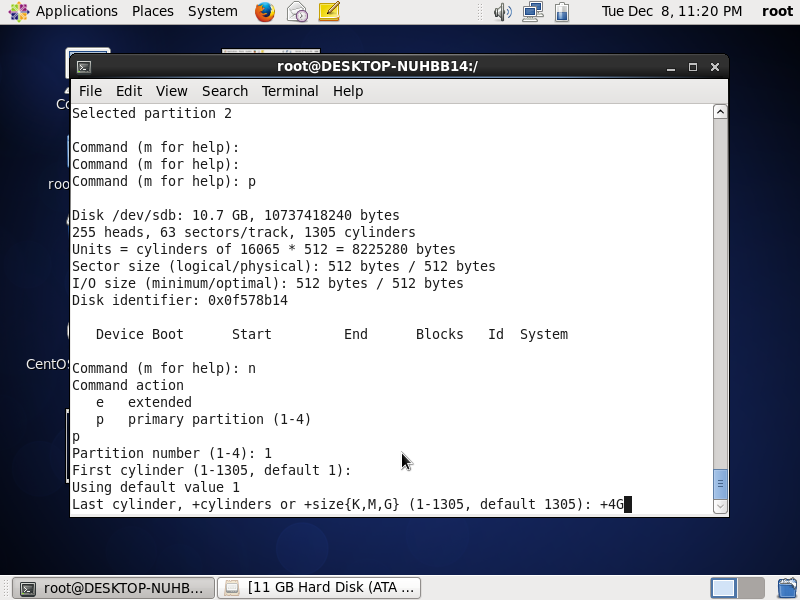 Applications Places System Tue Dec 8, 11:20 PM root
root@DESKTOP-NUHBB14:/
File Edit View Search Terminal Help
Selected partition 2
Command (m for help):
Command (m for help):
Command (m for help): p
Disk /dev/sdb: 10.7 GB, 10737418240 bytes
255 heads, 63 sectors/track, 1305 cylinders
Units = cylinders of 16065 * 512 = 8225280 bytes
Sector size (logical/physical): 512 bytes / 512 bytes
I/O size (minimum/optimal): 512 bytes / 512 bytes
Disk identifier: 0x0f578b14
Device Boot Start End Blocks Id System
Command (m for help): n
Command action
e extended
p primary partition (1-4)
p
Partition number (1-4): 1
First cylinder (1-1305, default 1):
Using default value 1
Last cylinder, +cylinders or +size{K,M,G} (1-1305, default 1305): +4G
CentOS
root@DESKTOP-NUHB...
[11 GB Hard Disk (ATA ...